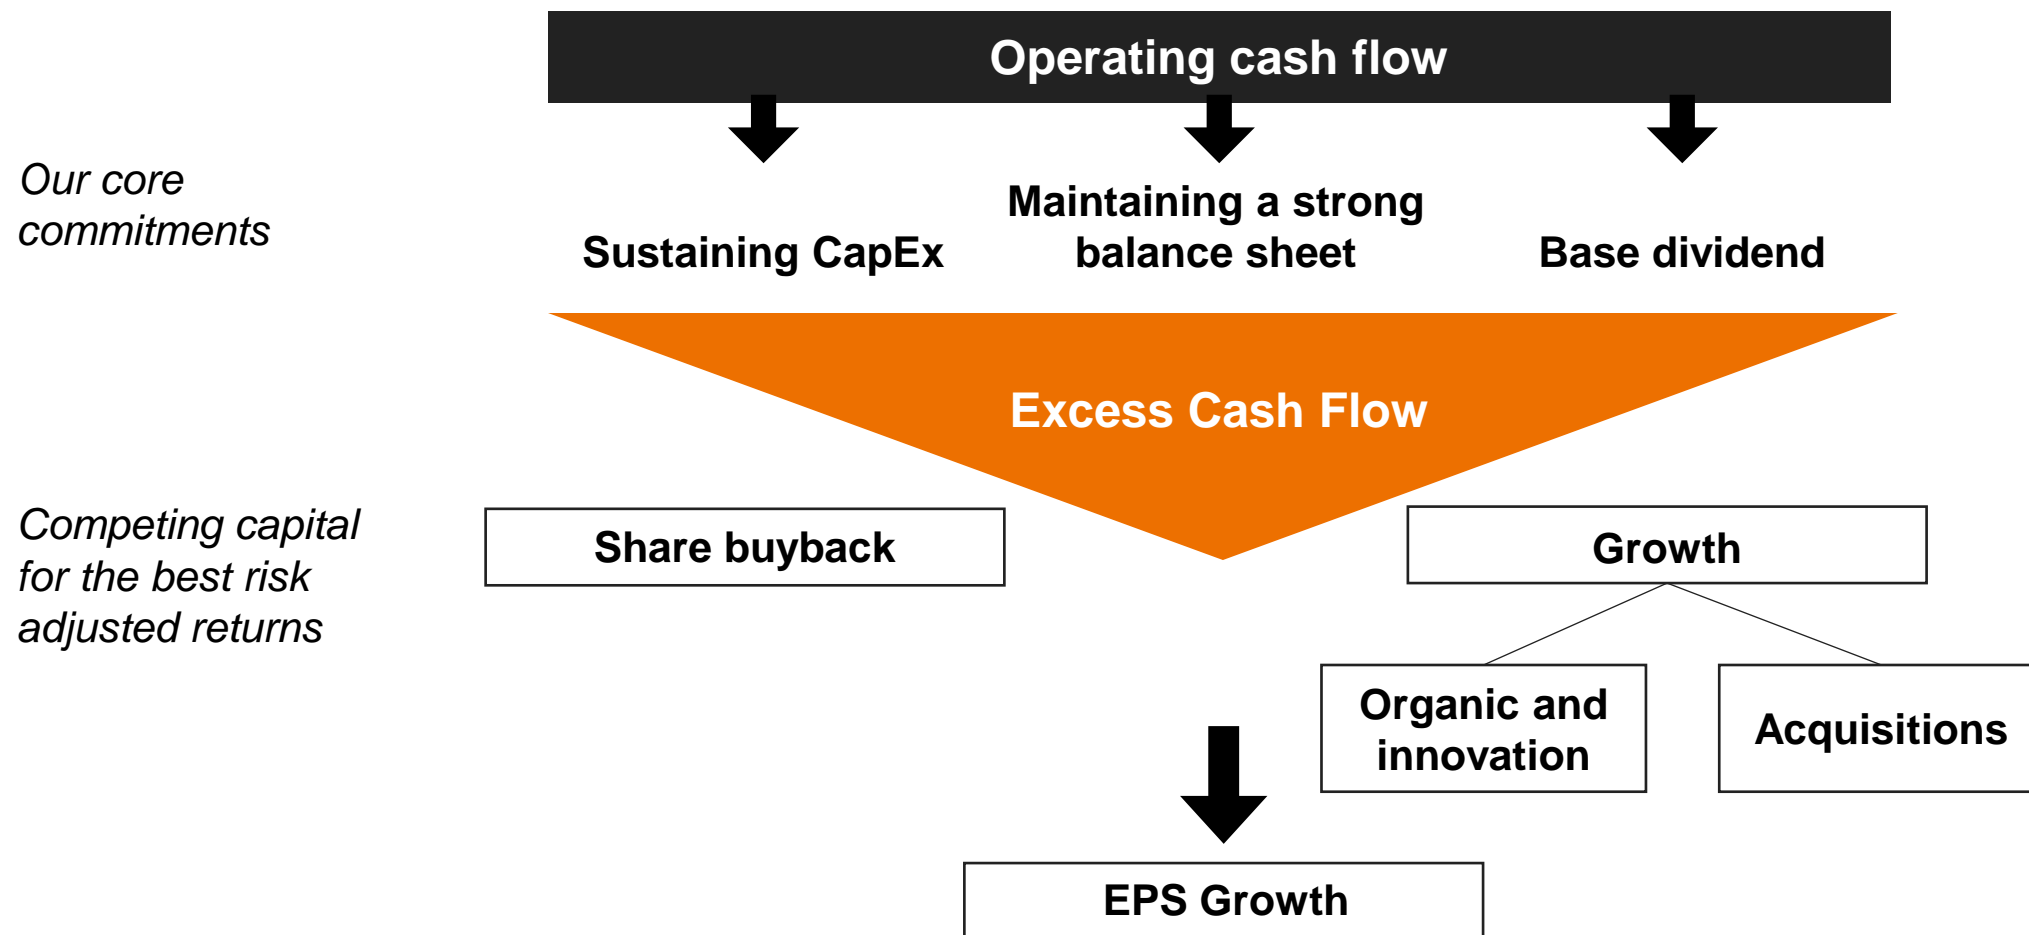 Operating cash flow
Our core
commitments
Sustaining CapEx
Maintaining a strong
balance sheet
Base dividend
Excess Cash Flow
Competing capital
for the best risk
adjusted returns
Share buyback
Growth
Organic and
innovation
Acquisitions
EPS Growth